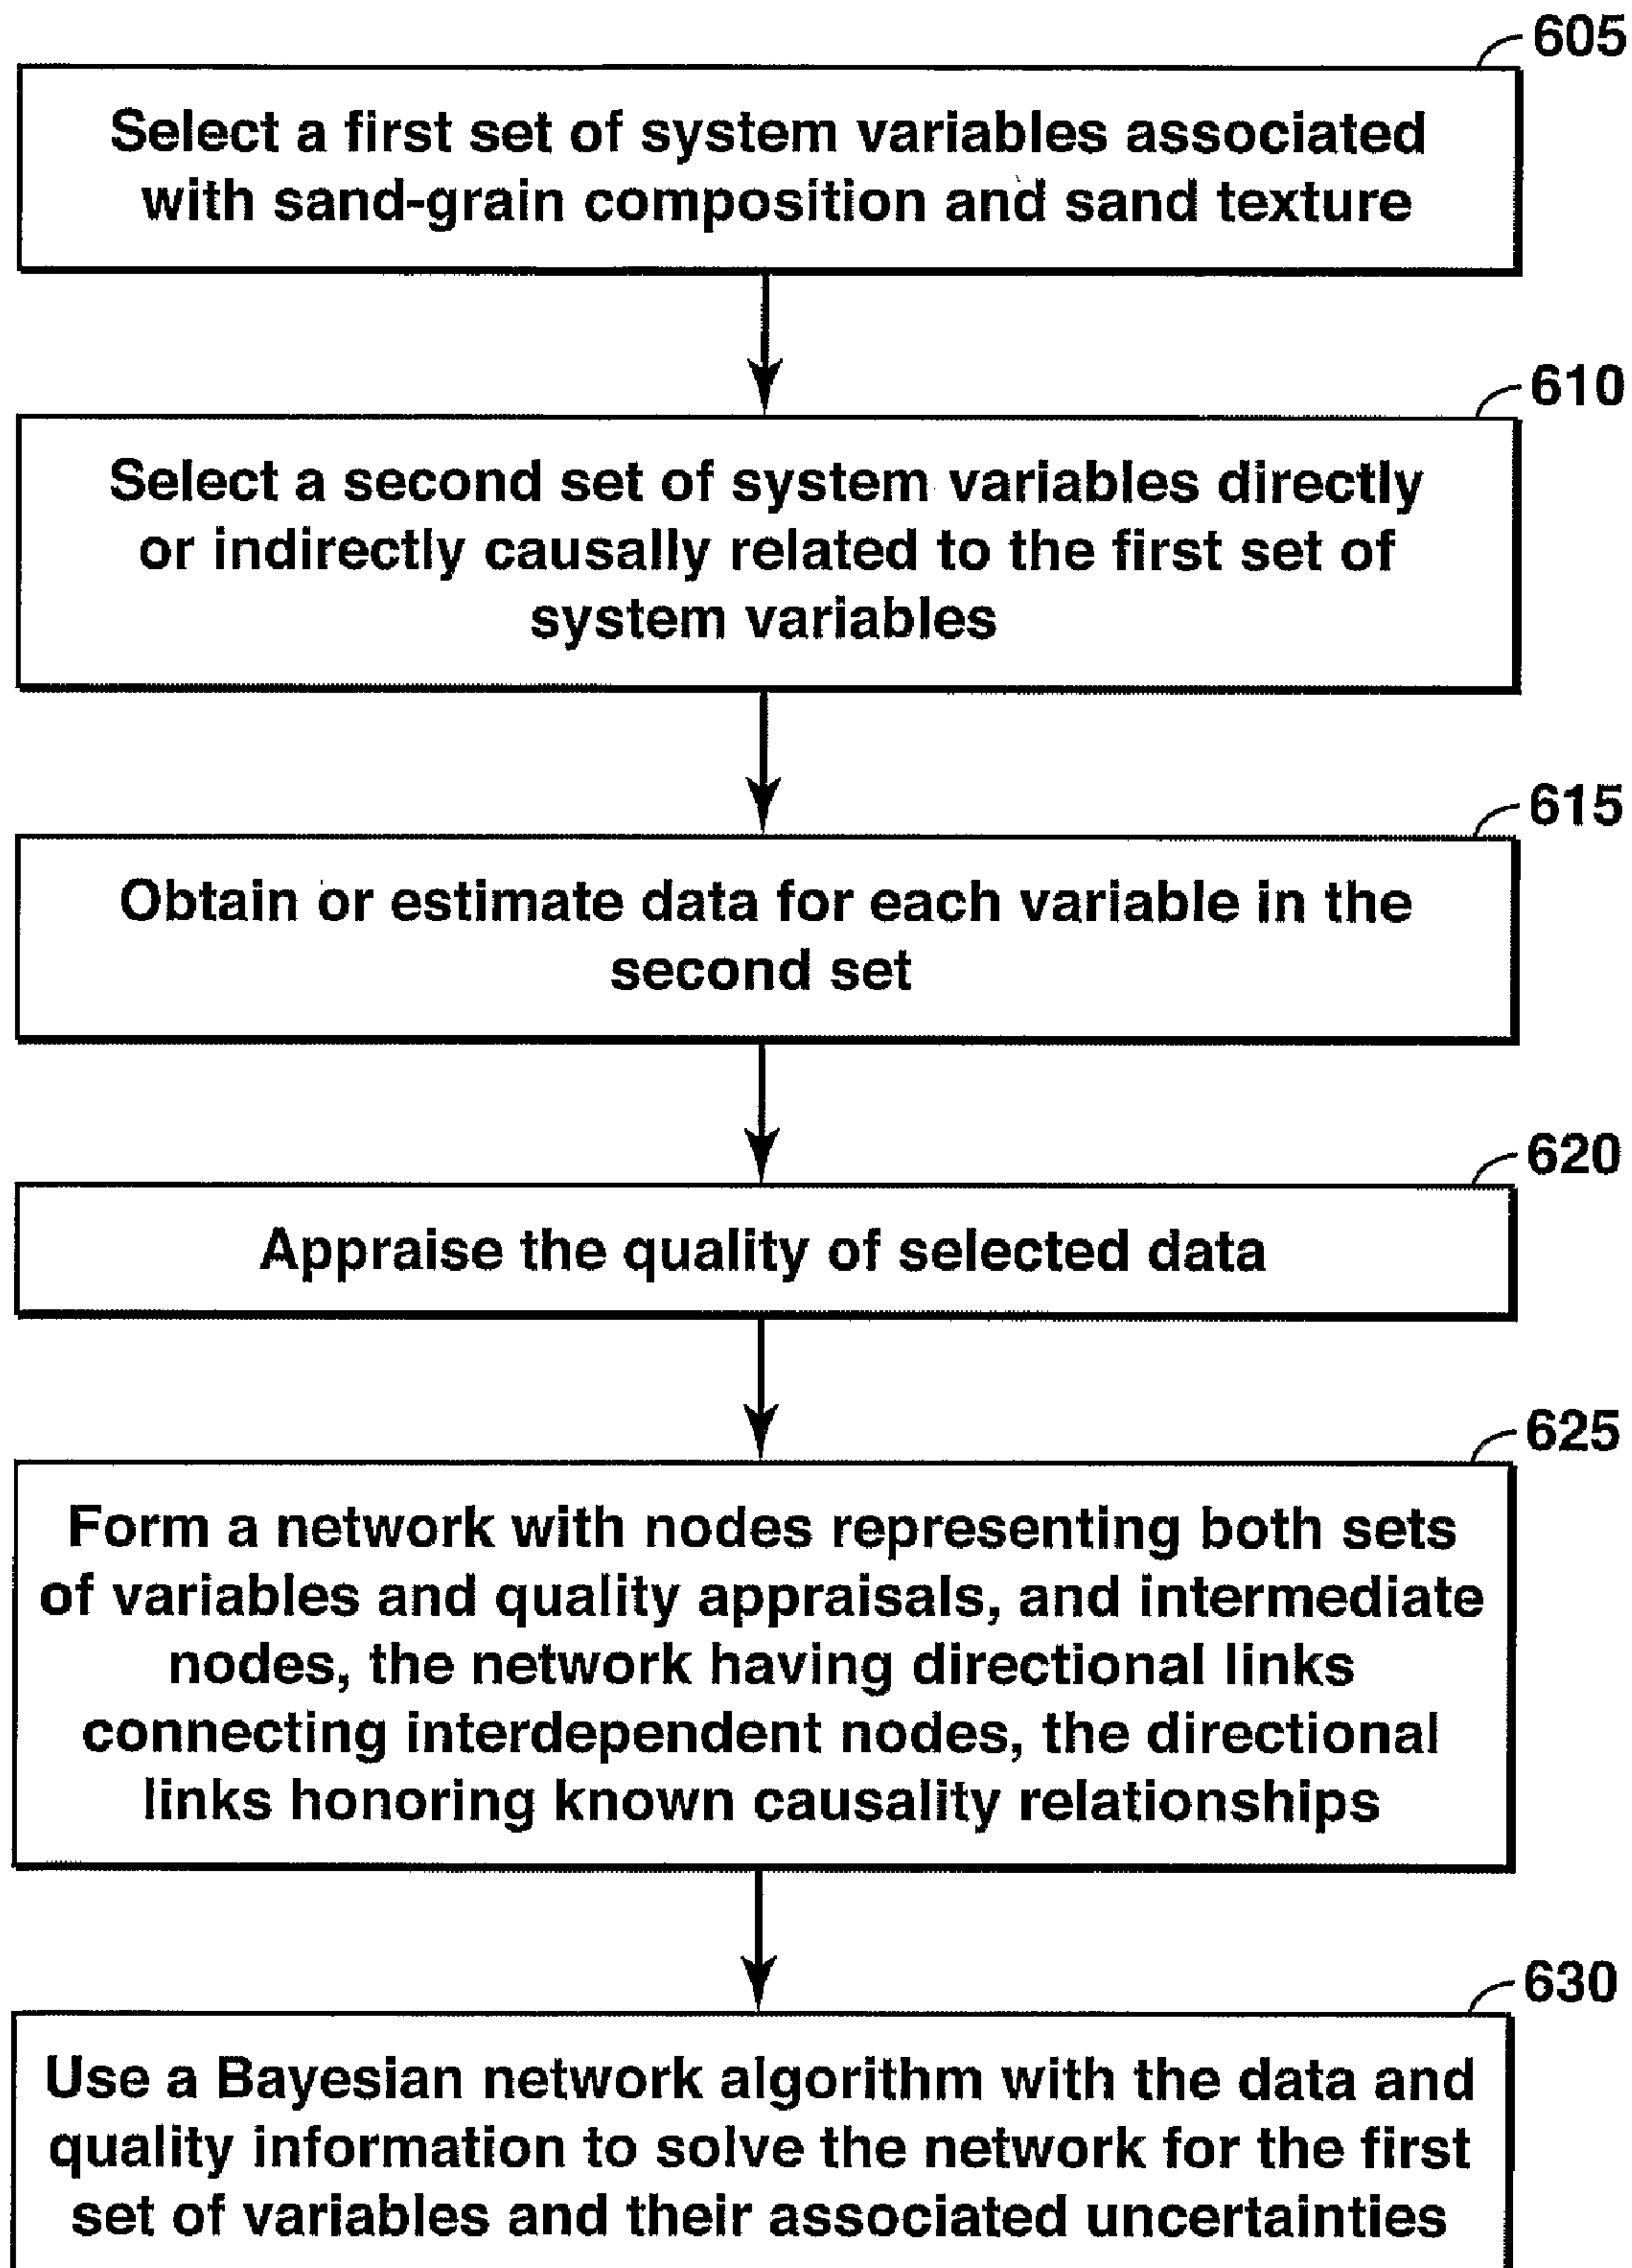 605
Select a first set of system variables associated
with sand-grain composition and sand texture
610
Select a second set of system variables directly
or indirectly causally related to the first set of
system variables
615
Obtain or estimate data for each variable in the
second set
620
Appraise the quality of selected data
625
Form a network with nodes representing both sets
of variables and quality appraisals, and intermediate
nodes, the network having directional links
connecting interdependent nodes, the directional
links honoring known causality relationships
630
Use a Bayesian network algorithm with the data and
quality information to solve the network for the first
set of variables and their associated uncertainties